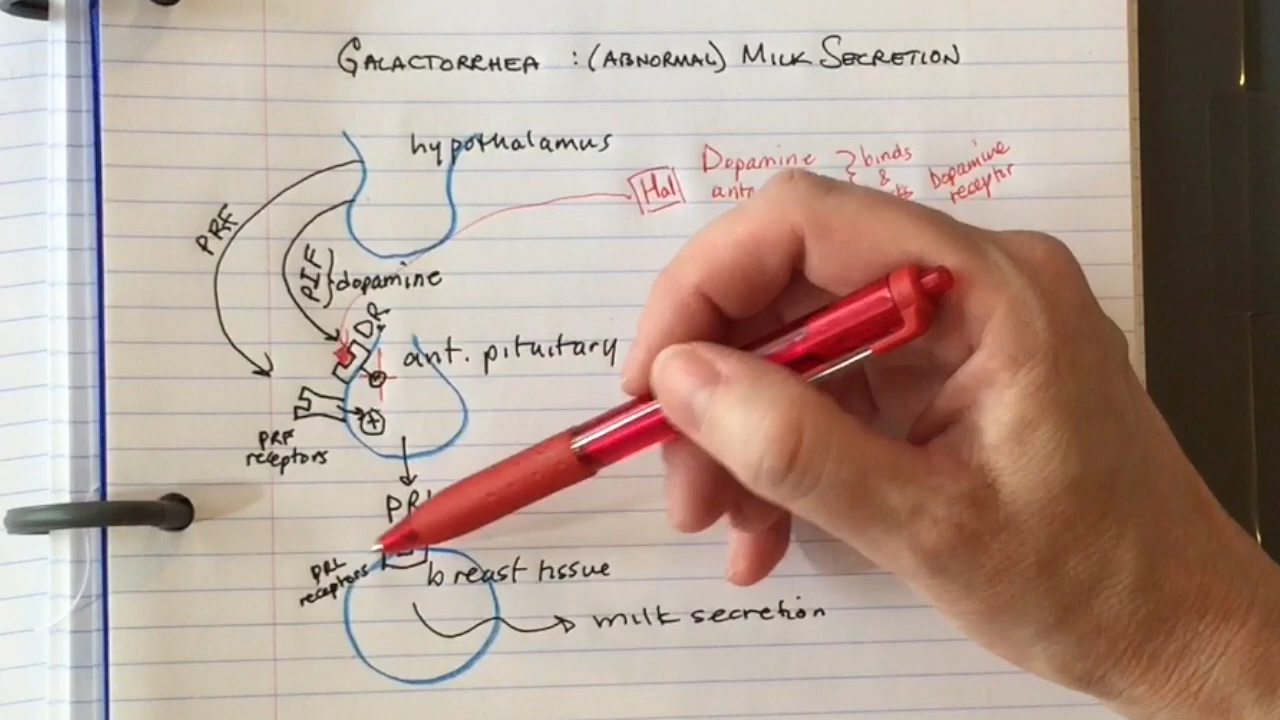 GALACTORRHEA : (ABNORMAL) MILK SECRETION
hypothalamus
Hal
Dopamine
binds
&
Dopamine
receptor
PRF
PIF
dopamine
DR
ant. pituitary
PRF
receptors
PRL
receptors
breast tissue
milk secretion